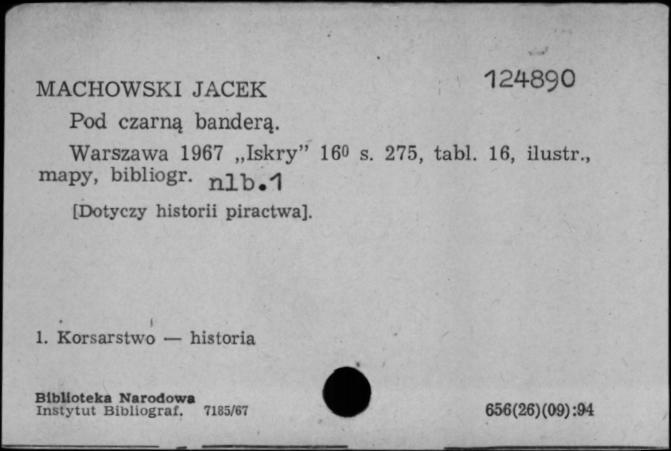 124890
MACHOWSKI JACEK
Pod czarną banderą.
Warszawa 1967 „Iskry” 16⁰ s. 275, tabl. 16, ilustr.,
mapy, bibliogr. nlb.1
[Dotyczy historii piractwa].
1. Korsarstwo — historia
Biblioteka Narodowa
Instytut Bibliograf. 7185/67
656(26)(09):94